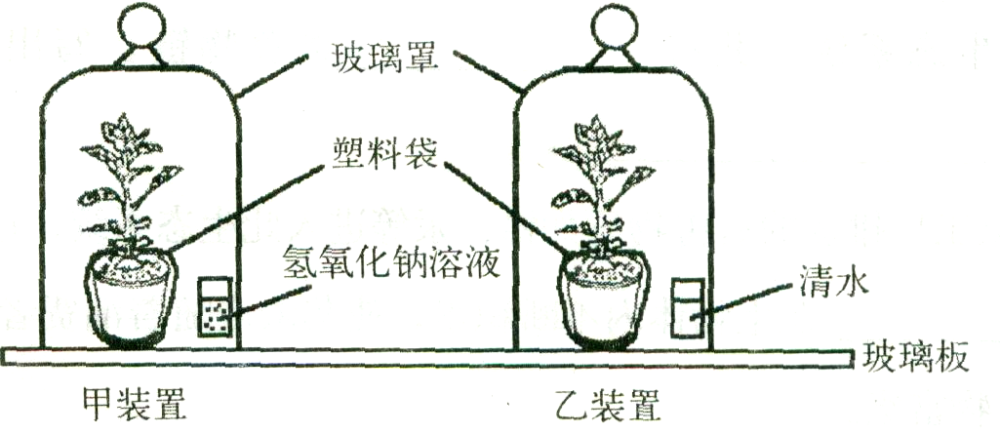 玻璃罩
塑料袋
氢氧化钠溶液
清水
玻璃板
甲装置
乙装置